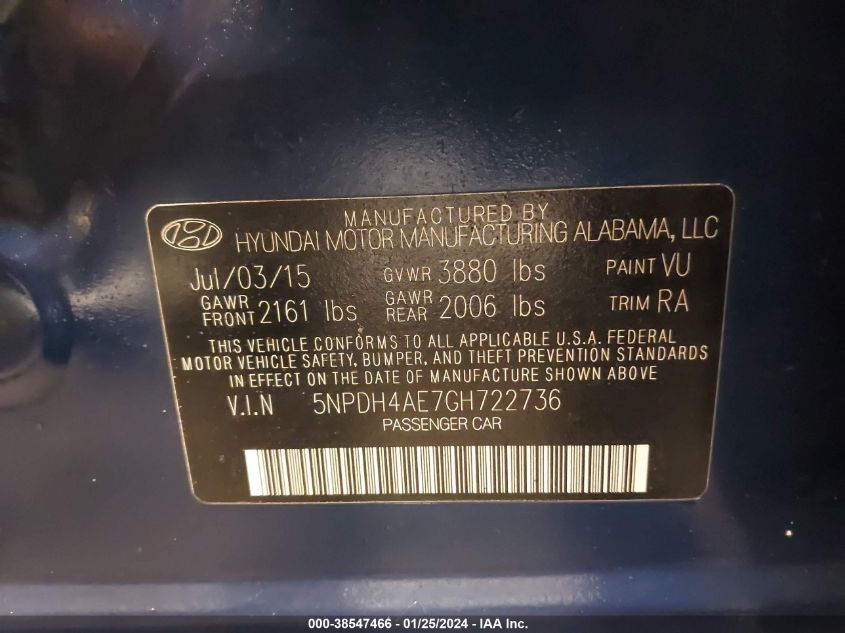 MANUFACTURED BY
HYUNDAI MOTOR MANUFACTURING ALABAMA, LLC
Jul/03/15 GVWR 3880 lbs PAINT VU
GAWR FRONT 2161 lbs GAWR REAR 2006 lbs TRIM RA
THIS VEHICLE CONFORMS TO ALL APPLICABLE U.S.A. FEDERAL
MOTOR VEHICLE SAFETY, BUMPER, AND THEFT PREVENTION STANDARDS
IN EFFECT ON THE DATE OF MANUFACTURE SHOWN ABOVE
V.I.N 5NPDH4AE7GH722736
PASSENGER CAR
000-38547466 - 01/25/2024 - IAA Inc.